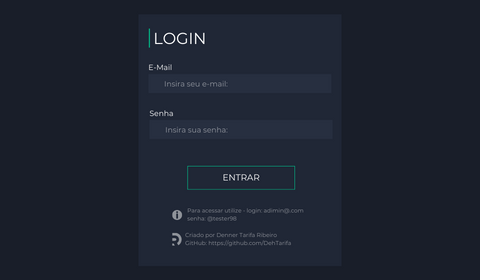 LOGIN
E-Mail
Insira seu e-mail:
Senha
Insira sua senha:
ENTRAR
Para acessar utilize - login: adimin@.com
senha: @tester98
Criado por Denner Tarifa Ribeiro
GitHub: https://github.com/DehTarifa